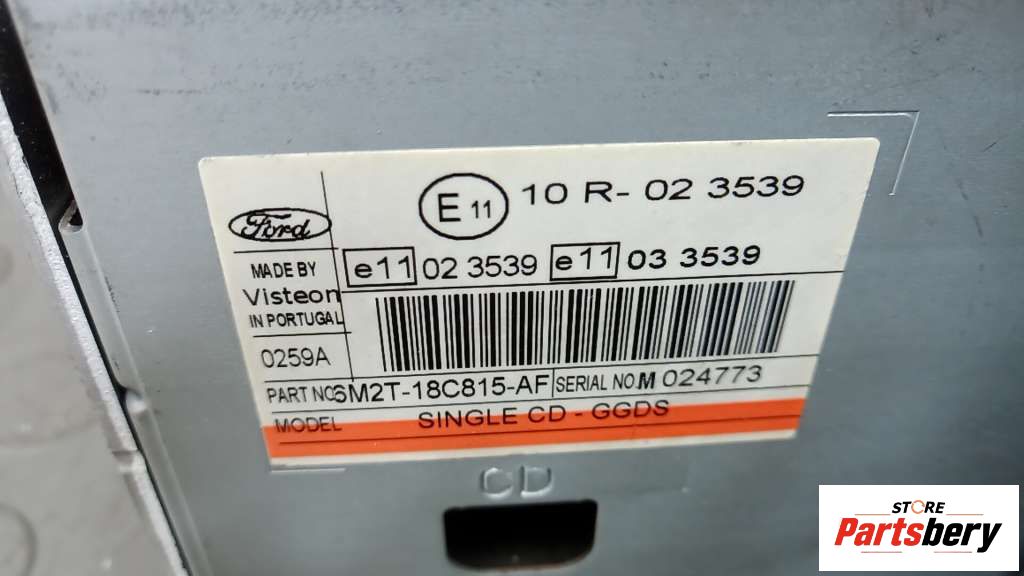 E 11 10 R- 02 3539
Ford
e11 02 3539 e11 03 3539
MADE BY
Visteon
IN PORTUGAL
0259A
PART NO 6M2T-18C815-AF SERIAL NO M 024773
MODEL SINGLE CD - GGDS
CD
STORE
Partsbery